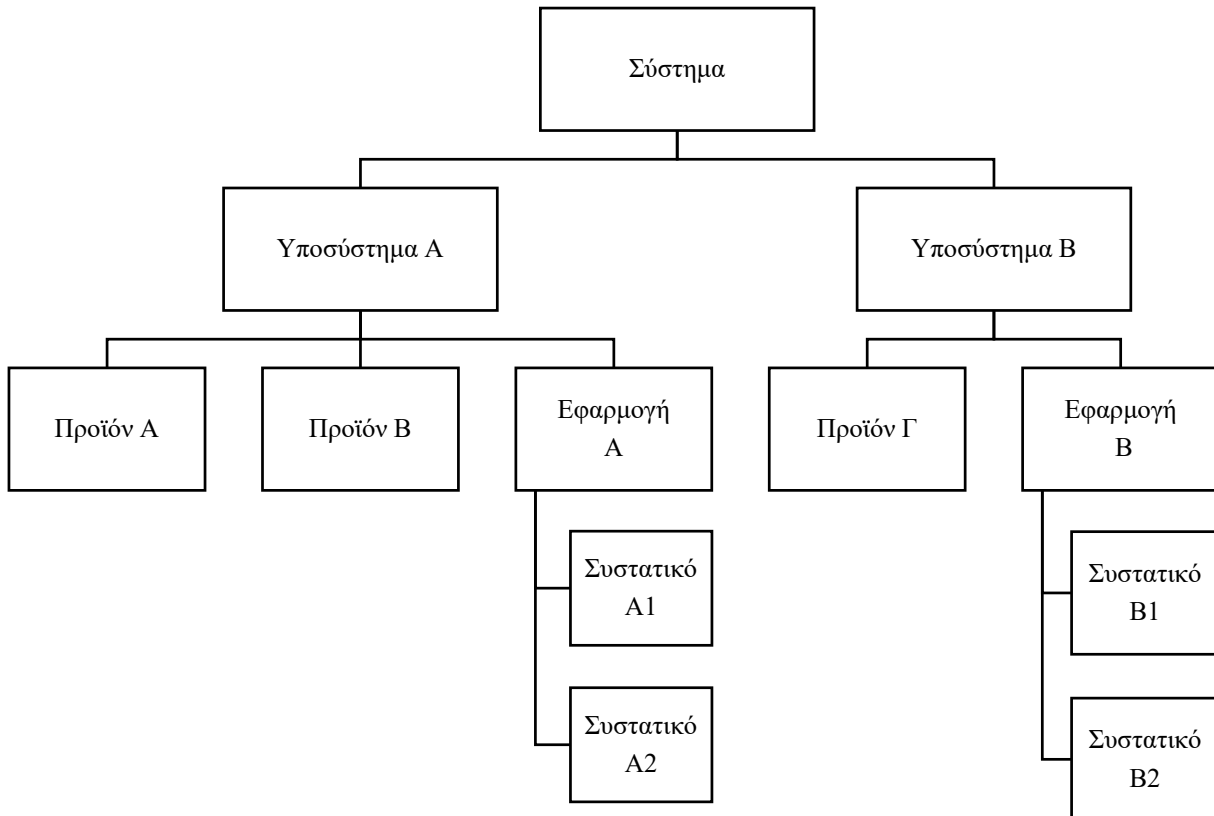 Σύστημα
Υποσύστημα Α
Υποσύστημα Β
Προϊόν Α
Προϊόν Β
Εφαρμογή
Α
Προϊόν Γ
Εφαρμογή
Β
Συστατικό
Α1
Συστατικό
Β1
Συστατικό
Α2
Συστατικό
Β2